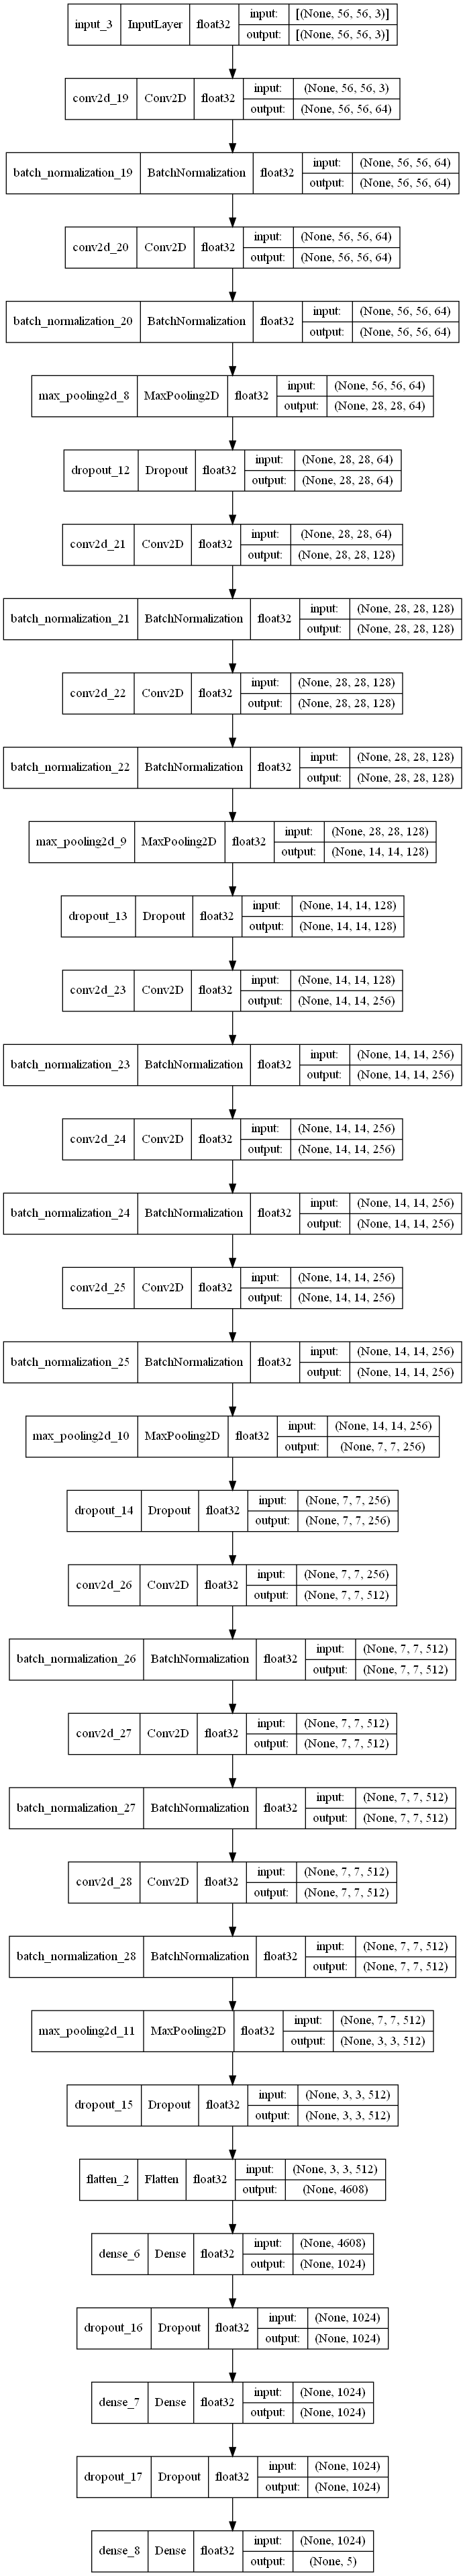 input_3 InputLayer float32 input: [(None, 56, 56, 3)]
output: [(None, 56, 56, 3)]
conv2d_19 Conv2D float32 input: (None, 56, 56, 3)
output: (None, 56, 56, 64)
batch_normalization_19 BatchNormalization float32 input: (None, 56, 56, 64)
output: (None, 56, 56, 64)
conv2d_20 Conv2D float32 input: (None, 56, 56, 64)
output: (None, 56, 56, 64)
batch_normalization_20 BatchNormalization float32 input: (None, 56, 56, 64)
output: (None, 56, 56, 64)
max_pooling2d_8 MaxPooling2D float32 input: (None, 56, 56, 64)
output: (None, 28, 28, 64)
dropout_12 Dropout float32 input: (None, 28, 28, 64)
output: (None, 28, 28, 64)
conv2d_21 Conv2D float32 input: (None, 28, 28, 64)
output: (None, 28, 28, 128)
batch_normalization_21 BatchNormalization float32 input: (None, 28, 28, 128)
output: (None, 28, 28, 128)
conv2d_22 Conv2D float32 input: (None, 28, 28, 128)
output: (None, 28, 28, 128)
batch_normalization_22 BatchNormalization float32 input: (None, 28, 28, 128)
output: (None, 28, 28, 128)
max_pooling2d_9 MaxPooling2D float32 input: (None, 28, 28, 128)
output: (None, 14, 14, 128)
dropout_13 Dropout float32 input: (None, 14, 14, 128)
output: (None, 14, 14, 128)
conv2d_23 Conv2D float32 input: (None, 14, 14, 128)
output: (None, 14, 14, 256)
batch_normalization_23 BatchNormalization float32 input: (None, 14, 14, 256)
output: (None, 14, 14, 256)
conv2d_24 Conv2D float32 input: (None, 14, 14, 256)
output: (None, 14, 14, 256)
batch_normalization_24 BatchNormalization float32 input: (None, 14, 14, 256)
output: (None, 14, 14, 256)
conv2d_25 Conv2D float32 input: (None, 14, 14, 256)
output: (None, 14, 14, 256)
batch_normalization_25 BatchNormalization float32 input: (None, 14, 14, 256)
output: (None, 14, 14, 256)
max_pooling2d_10 MaxPooling2D float32 input: (None, 14, 14, 256)
output: (None, 7, 7, 256)
dropout_14 Dropout float32 input: (None, 7, 7, 256)
output: (None, 7, 7, 256)
conv2d_26 Conv2D float32 input: (None, 7, 7, 256)
output: (None, 7, 7, 512)
batch_normalization_26 BatchNormalization float32 input: (None, 7, 7, 512)
output: (None, 7, 7, 512)
conv2d_27 Conv2D float32 input: (None, 7, 7, 512)
output: (None, 7, 7, 512)
batch_normalization_27 BatchNormalization float32 input: (None, 7, 7, 512)
output: (None, 7, 7, 512)
conv2d_28 Conv2D float32 input: (None, 7, 7, 512)
output: (None, 7, 7, 512)
batch_normalization_28 BatchNormalization float32 input: (None, 7, 7, 512)
output: (None, 7, 7, 512)
max_pooling2d_11 MaxPooling2D float32 input: (None, 7, 7, 512)
output: (None, 3, 3, 512)
dropout_15 Dropout float32 input: (None, 3, 3, 512)
output: (None, 3, 3, 512)
flatten_2 Flatten float32 input: (None, 3, 3, 512)
output: (None, 4608)
dense_6 Dense float32 input: (None, 4608)
output: (None, 1024)
dropout_16 Dropout float32 input: (None, 1024)
output: (None, 1024)
dense_7 Dense float32 input: (None, 1024)
output: (None, 1024)
dropout_17 Dropout float32 input: (None, 1024)
output: (None, 1024)
dense_8 Dense float32 input: (None, 1024)
output: (None, 5)